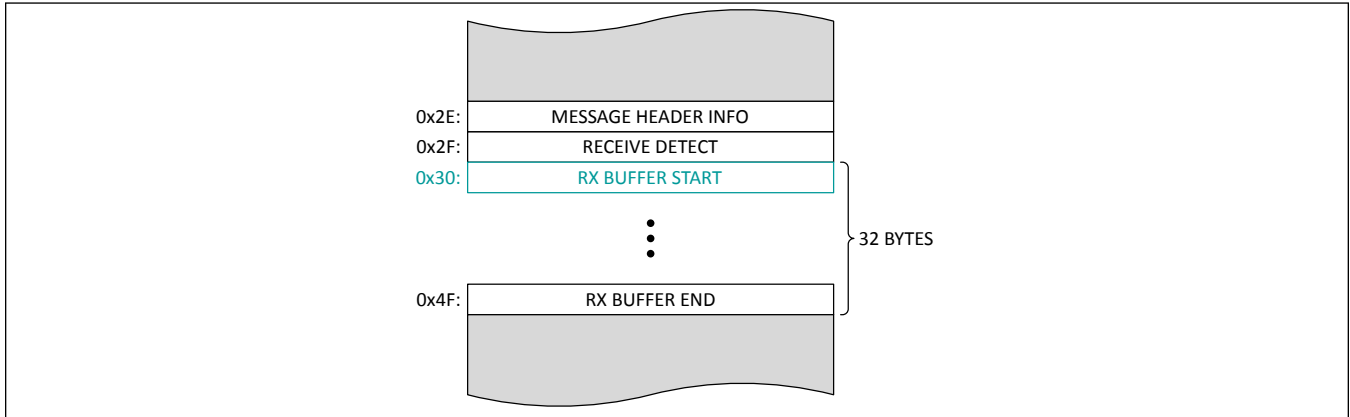 0x2E: MESSAGE HEADER INFO
0x2F: RECEIVE DETECT
0x30: RX BUFFER START
32 BYTES
0x4F: RX BUFFER END